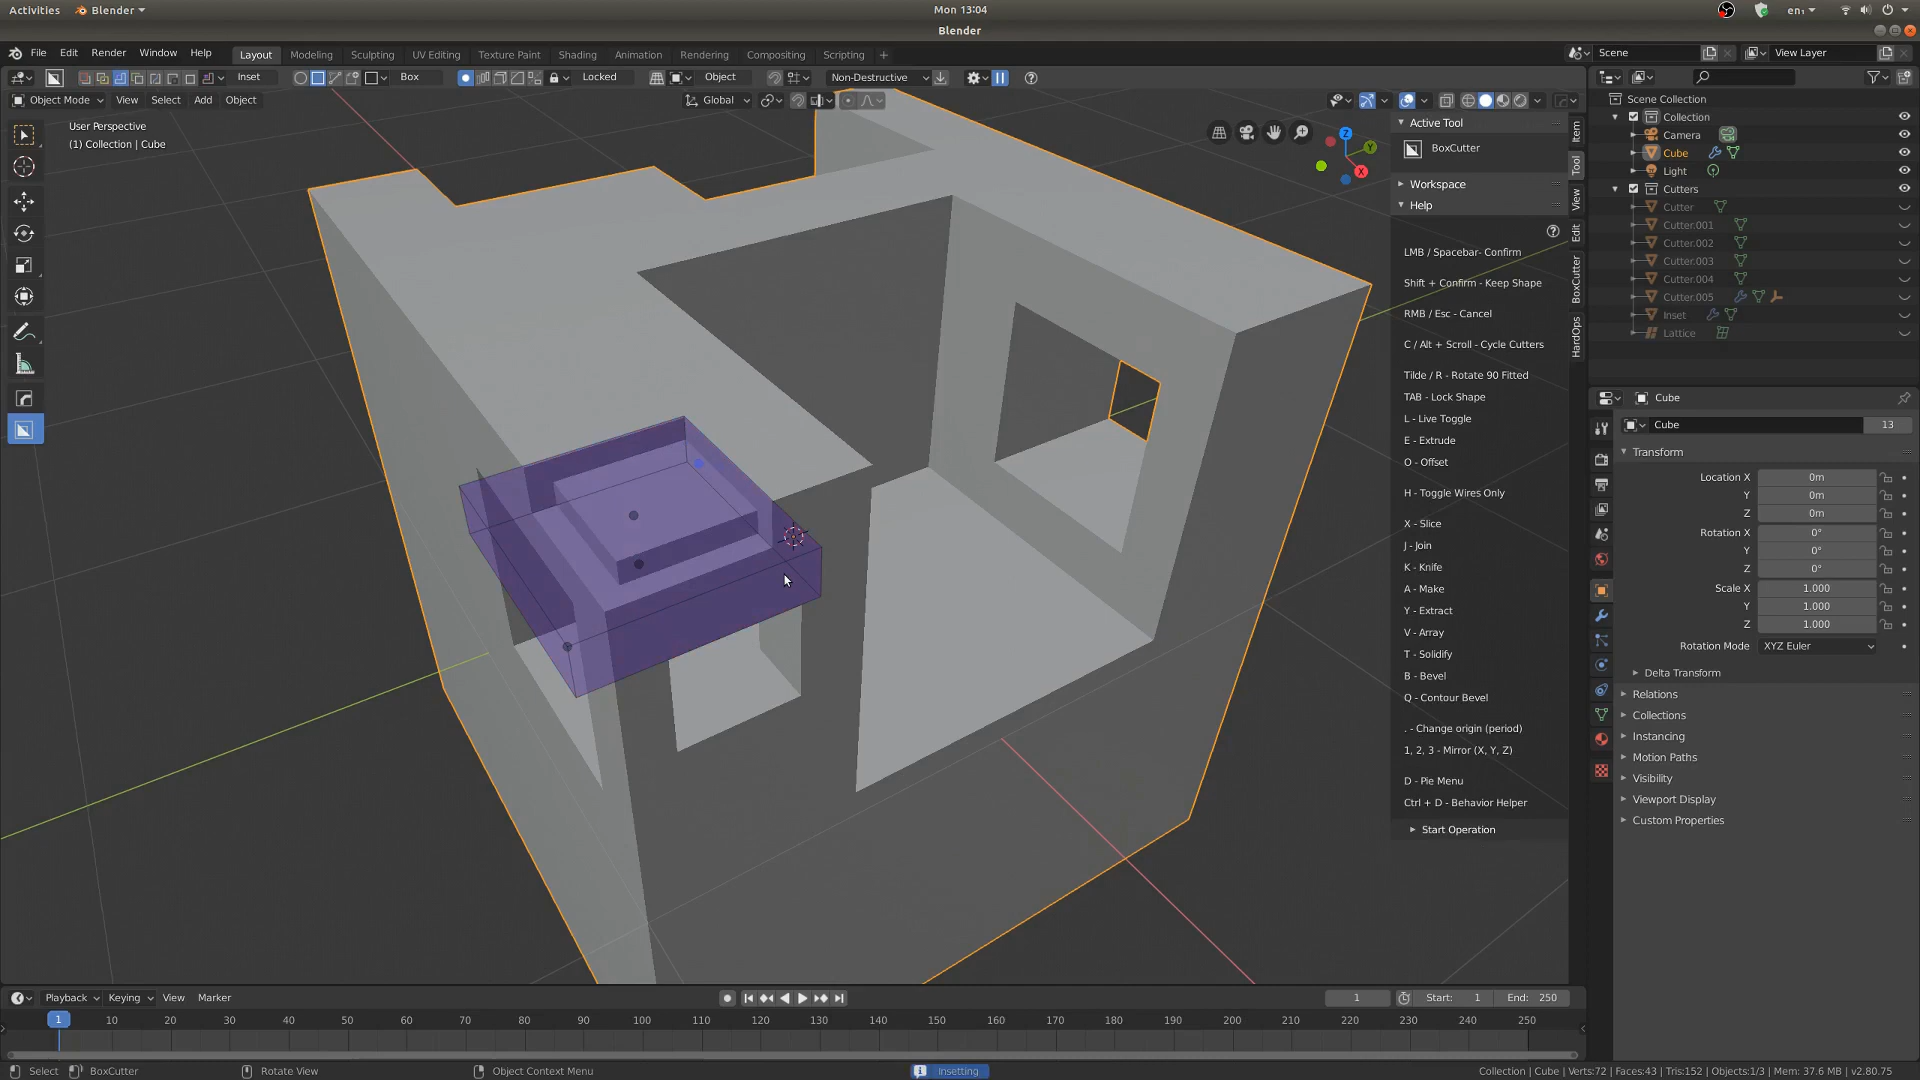 Activities
Blender
Mon 13:04
en₁
Blender
File
Edit
Render
Window
Help
Layout
Modeling
Sculpting
UV Editing
Texture Paint
Shading
Animation
Rendering
Compositing
Scripting
+
Scene
View Layer
Inset
Box
Locked
Object
Non-Destructive
Object Mode
View
Select
Add
Object
Global
User Perspective
(1) Collection | Cube
Z
Y
X
Active Tool
BoxCutter
Workspace
Help
LMB / Spacebar- Confirm
Shift + Confirm - Keep Shape
RMB / Esc - Cancel
C / Alt + Scroll - Cycle Cutters
Tilde / R - Rotate 90 Fitted
TAB - Lock Shape
L - Live Toggle
E - Extrude
O - Offset
H - Toggle Wires Only
X - Slice
J - Join
K - Knife
A - Make
Y - Extract
V - Array
T - Solidify
B - Bevel
Q - Contour Bevel
. - Change origin (period)
1, 2, 3 - Mirror (X, Y, Z)
D - Pie Menu
Ctrl + D - Behavior Helper
Start Operation
Item
Tool
View
Edit
BoxCutter
HardOps
Scene Collection
Collection
Camera
Cube
Light
Cutters
Cutter
Cutter.001
Cutter.002
Cutter.003
Cutter.004
Cutter.005
Inset
Lattice
Cube
Cube
13
Transform
Location X 0m
Y 0m
Z 0m
Rotation X 0°
Y 0°
Z 0°
Scale X 1.000
Y 1.000
Z 1.000
Rotation Mode XYZ Euler
Delta Transform
Relations
Collections
Instancing
Motion Paths
Visibility
Viewport Display
Custom Properties
Playback
Keying
View
Marker
1
Start: 1
End: 250
1 10 20 30 40 50 60 70 80 90 100 110 120 130 140 150 160 170 180 190 200 210 220 230 240 250
Select
BoxCutter
Rotate View
Object Context Menu
Insetting
Collection | Cube | Verts:72 | Faces:43 | Tris:152 | Objects:1/3 | Mem: 37.6 MB | v2.80.75